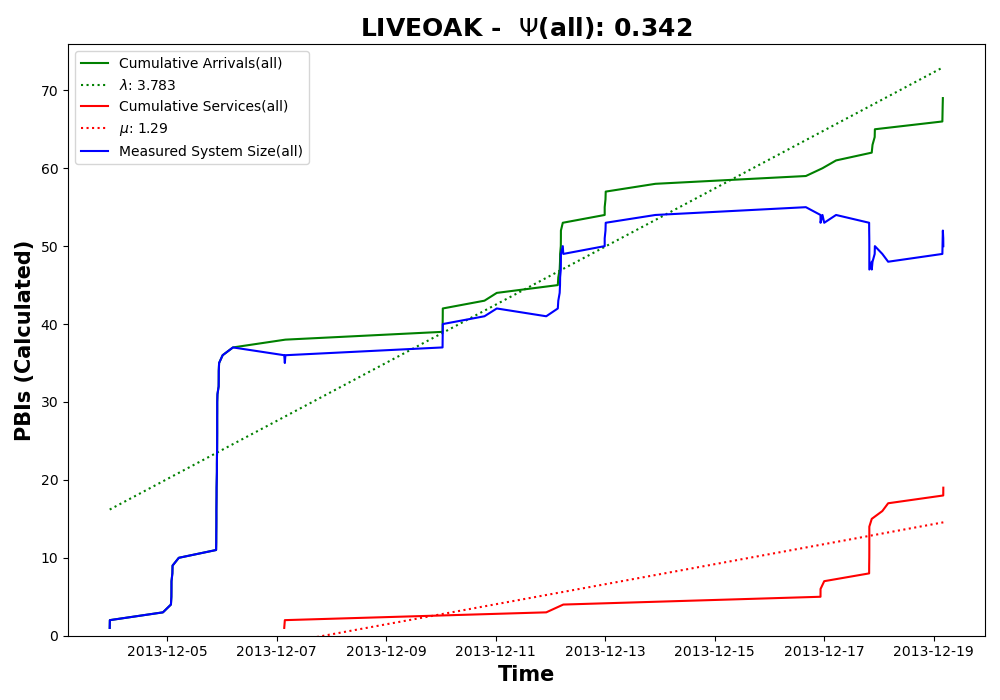 LIVEOAK - Ψ(all): 0.342
Cumulative Arrivals(all)
λ: 3.783
Cumulative Services(all)
μ: 1.29
Measured System Size(all)
PBIs (Calculated)
70
60
50
40
30
20
10
0
2013-12-05 2013-12-07 2013-12-09 2013-12-11 2013-12-13 2013-12-15 2013-12-17 2013-12-19
Time